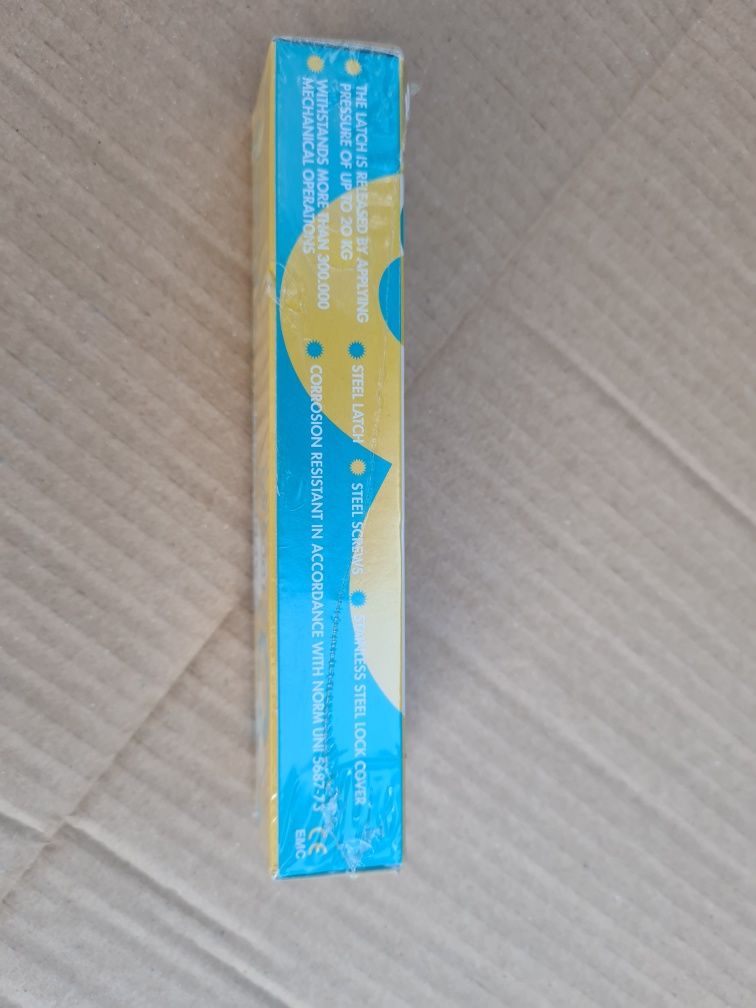 THE LATCH IS RELEASED BY APPLYING
PRESSURE OF UP TO 20 KG
WITHSTANDS MORE THAN 300.000
MECHANICAL OPERATIONS
STEEL LATCH STEEL SCREWS STAINLESS STEEL LOCK COVER
CORROSION RESISTANT IN ACCORDANCE WITH NORM UNI 5687-73 CE
EMC